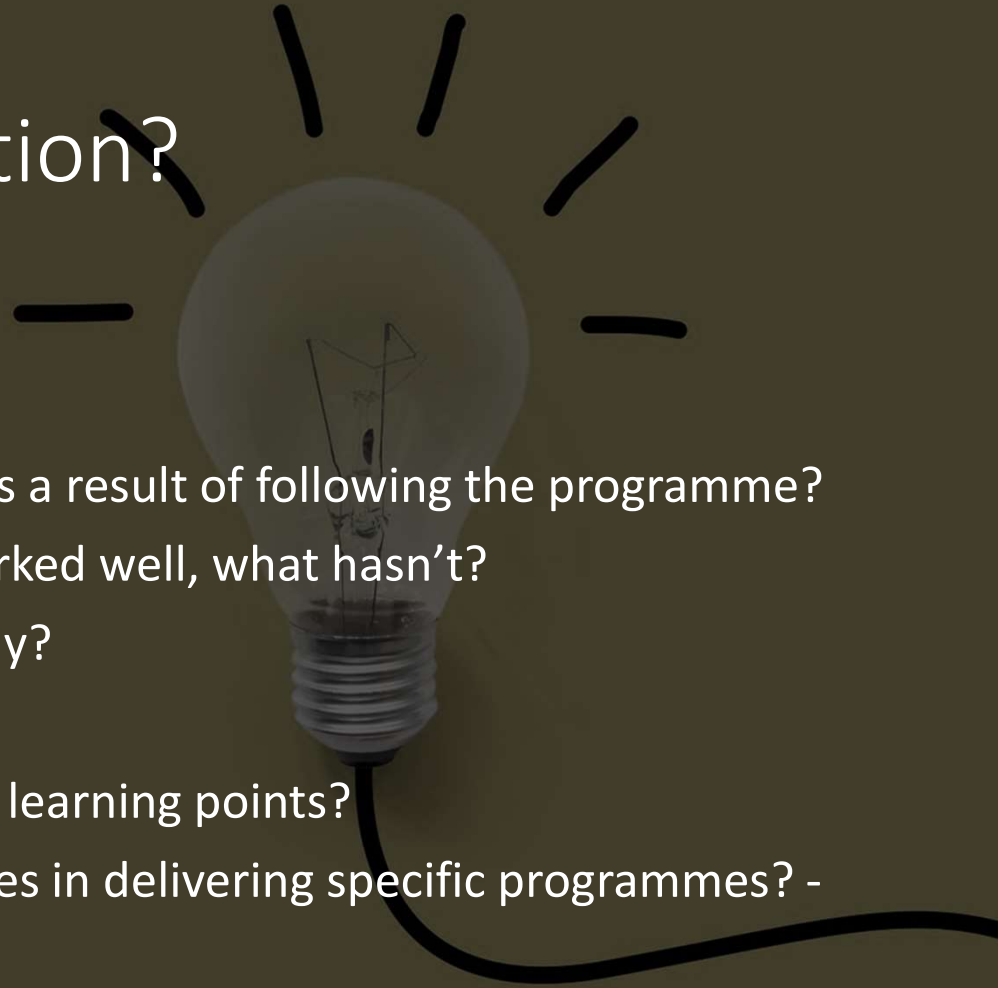 tion?
s a result of following the programme?
rked well, what hasn’t?
y?
learning points?
es in delivering specific programmes? -